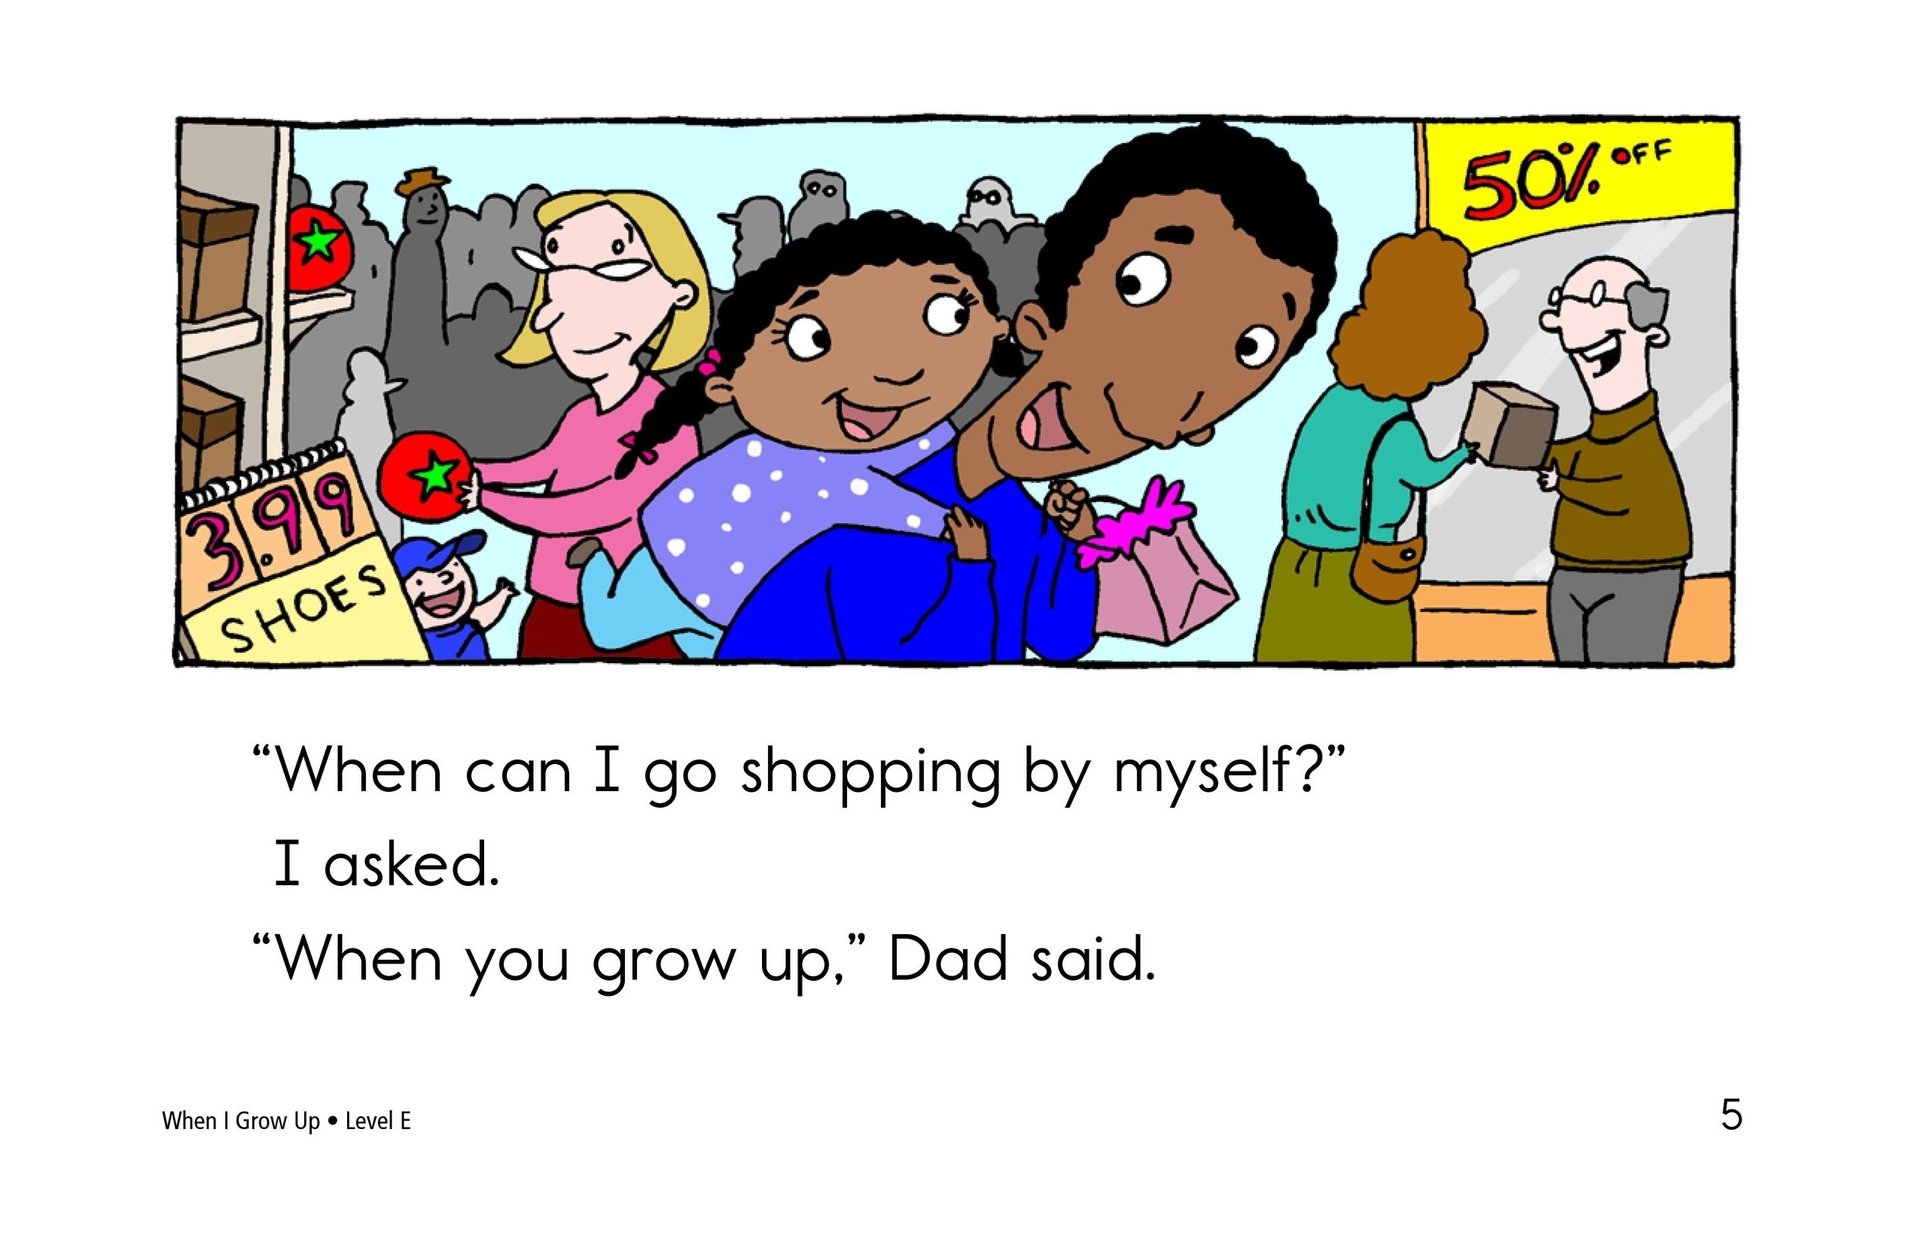 50% OFF
3.99
SHOES
“When can I go shopping by myself?”
I asked.
“When you grow up,” Dad said.
When I Grow Up • Level E
5